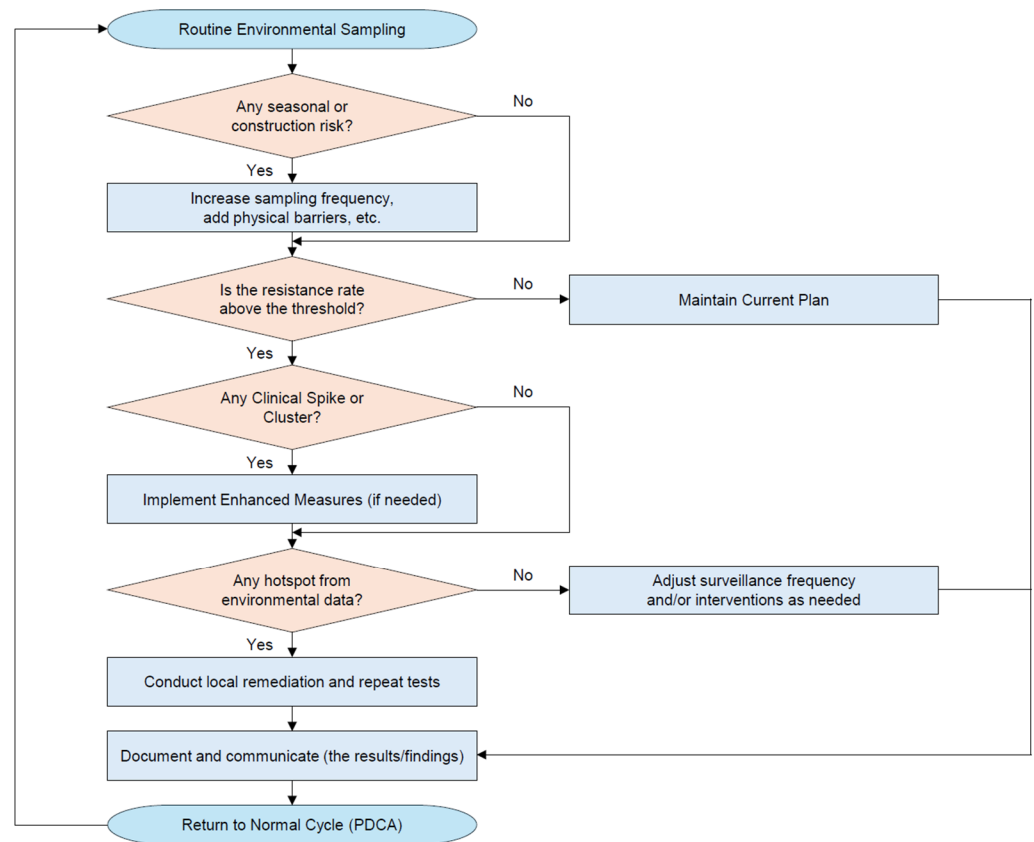 Routine Environmental Sampling
Any seasonal or
construction risk?
No
Yes
Increase sampling frequency,
add physical barriers, etc.
Is the resistance rate
above the threshold?
No
Maintain Current Plan
Yes
Any Clinical Spike or
Cluster?
No
Yes
Implement Enhanced Measures (if needed)
Any hotspot from
environmental data?
No
Adjust surveillance frequency
and/or interventions as needed
Yes
Conduct local remediation and repeat tests
Document and communicate (the results/findings)
Return to Normal Cycle (PDCA)